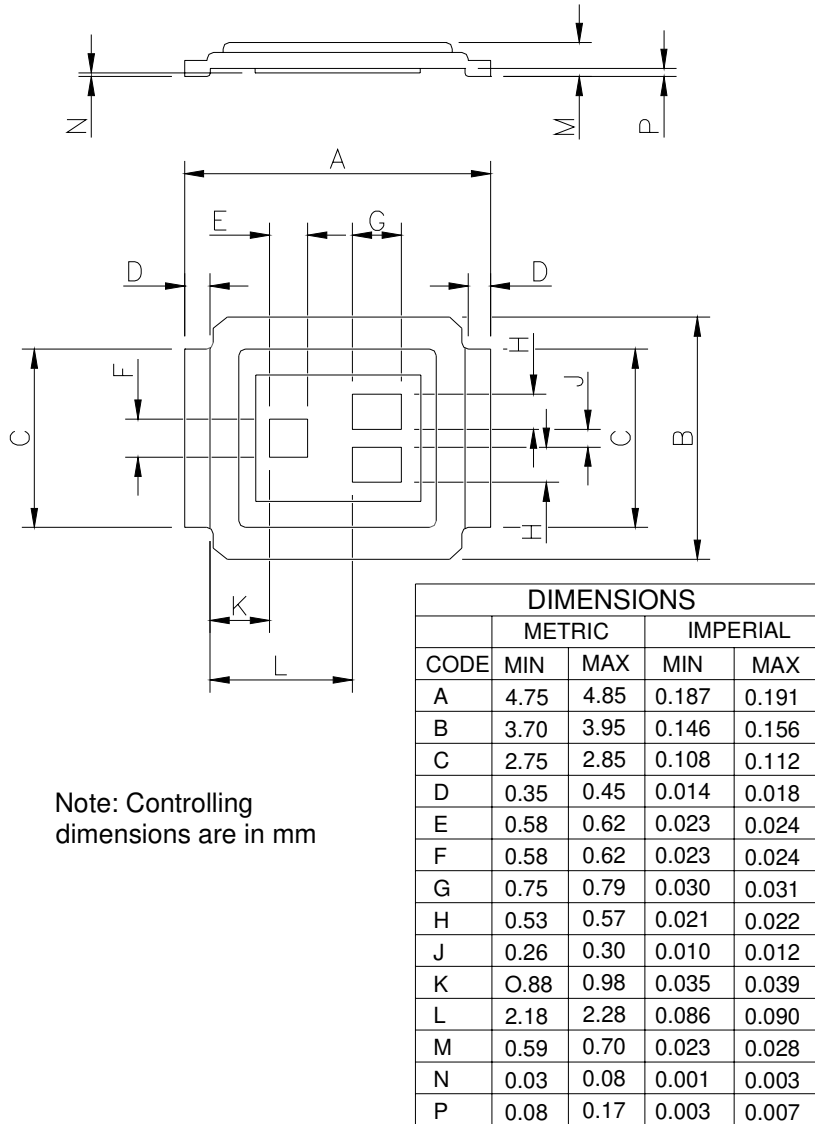 N
M
P
A
E
G
D
D
H
J
F
C
C
B
H
K
L
DIMENSIONS
METRIC IMPERIAL
CODE MIN MAX MIN MAX
A 4.75 4.85 0.187 0.191
B 3.70 3.95 0.146 0.156
C 2.75 2.85 0.108 0.112
D 0.35 0.45 0.014 0.018
E 0.58 0.62 0.023 0.024
F 0.58 0.62 0.023 0.024
G 0.75 0.79 0.030 0.031
H 0.53 0.57 0.021 0.022
J 0.26 0.30 0.010 0.012
K O.88 0.98 0.035 0.039
L 2.18 2.28 0.086 0.090
M 0.59 0.70 0.023 0.028
N 0.03 0.08 0.001 0.003
P 0.08 0.17 0.003 0.007
Note: Controlling
dimensions are in mm